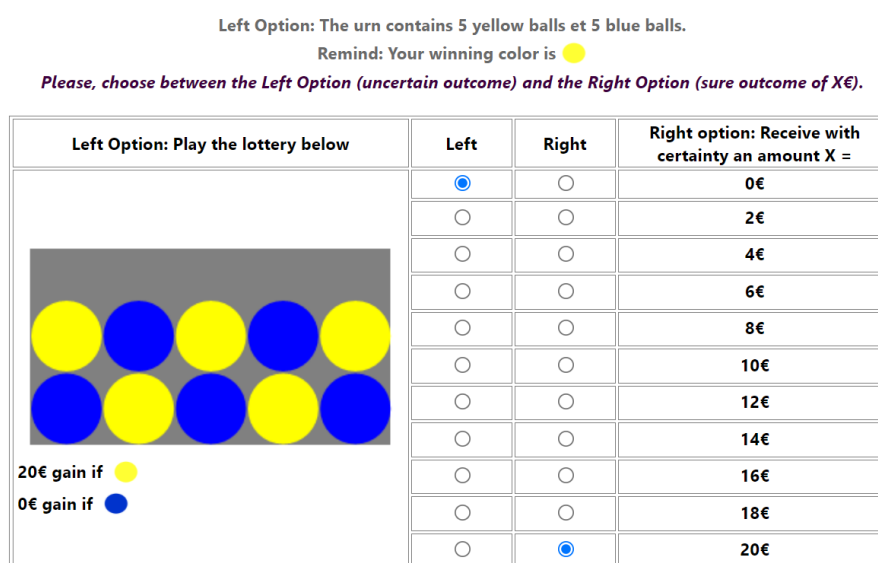 Left Option: The urn contains 5 yellow balls et 5 blue balls.
Remind: Your winning color is
Please, choose between the Left Option (uncertain outcome) and the Right Option (sure outcome of X€).
Left Option: Play the lottery below
Left
Right
Right option: Receive with
certainty an amount X =
0€
2€
4€
6€
8€
10€
12€
14€
16€
18€
20€
20€ gain if
0€ gain if